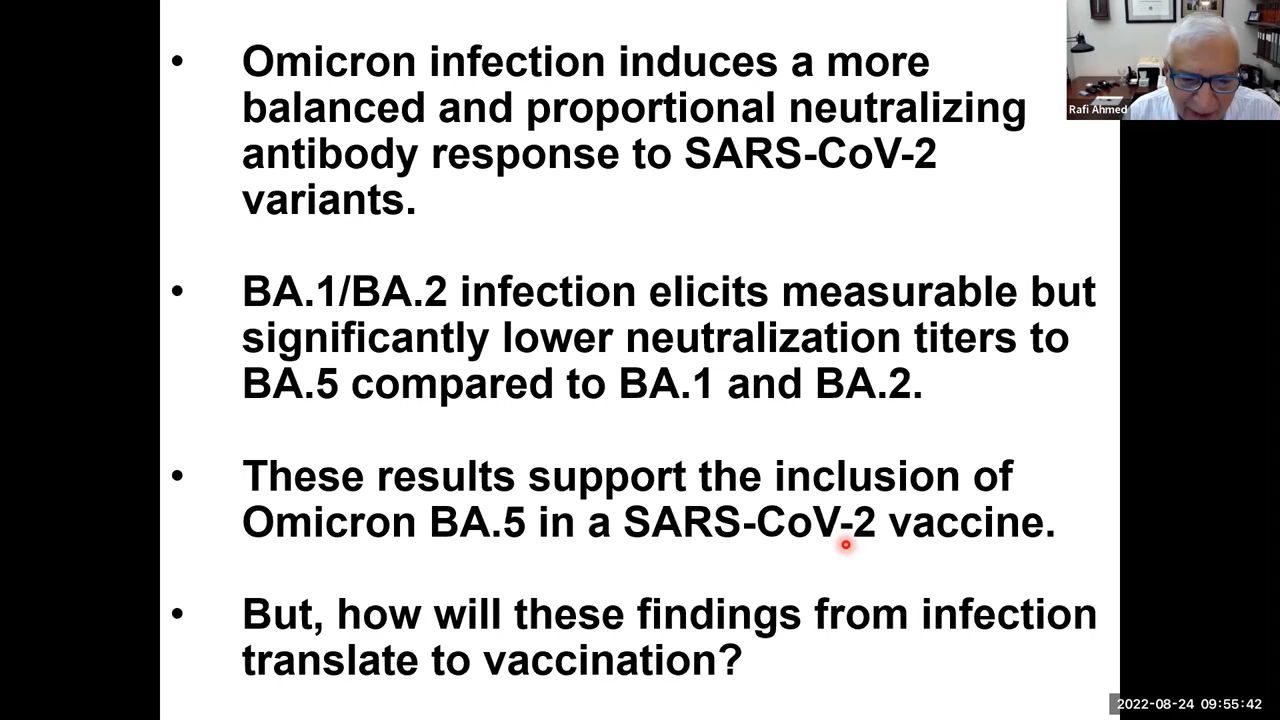 • Omicron infection induces a more
balanced and proportional neutralizing
antibody response to SARS-CoV-2
variants.
• BA.1/BA.2 infection elicits measurable but
significantly lower neutralization titers to
BA.5 compared to BA.1 and BA.2.
• These results support the inclusion of
Omicron BA.5 in a SARS-CoV-2 vaccine.
• But, how will these findings from infection
translate to vaccination?
Rafi Ahmed
2022-08-24 09:55:42